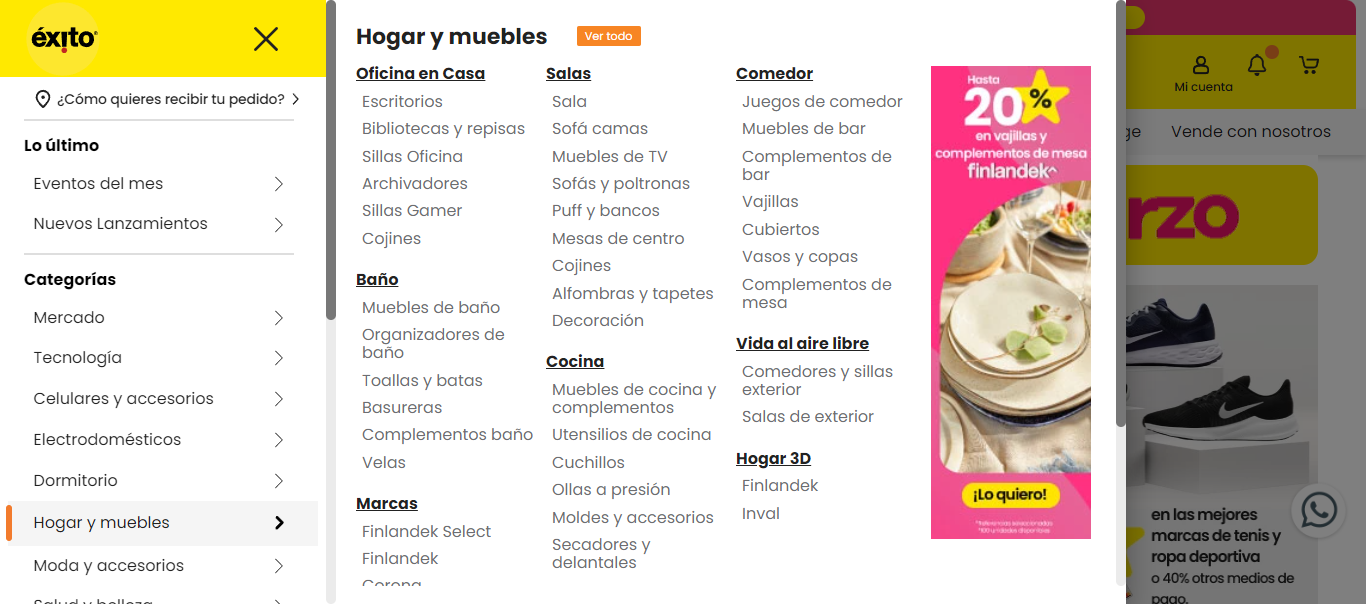 éxito
¿Cómo quieres recibir tu pedido?
Lo último
Eventos del mes
Nuevos Lanzamientos
Categorías
Mercado
Tecnología
Celulares y accesorios
Electrodomésticos
Dormitorio
Hogar y muebles
Moda y accesorios
Salud y belleza
Hogar y muebles
Ver todo
Oficina en Casa
Escritorios
Bibliotecas y repisas
Sillas Oficina
Archivadores
Sillas Gamer
Cojines
Baño
Muebles de baño
Organizadores de
baño
Toallas y batas
Basureras
Complementos baño
Velas
Marcas
Finlandek Select
Finlandek
Corona
Salas
Sala
Sofá camas
Muebles de TV
Sofás y poltronas
Puff y bancos
Mesas de centro
Cojines
Alfombras y tapetes
Decoración
Cocina
Muebles de cocina y
complementos
Utensilios de cocina
Cuchillos
Ollas a presión
Moldes y accesorios
Secadores y
delantales
Comedor
Juegos de comedor
Muebles de bar
Complementos de
bar
Vajillas
Cubiertos
Vasos y copas
Complementos de
mesa
Vida al aire libre
Comedores y sillas
exterior
Salas de exterior
Hogar 3D
Finlandek
Inval
Hasta
20%
en vajillas y
complementos de mesa
finlandek^
¡Lo quiero!
*Referencias seleccionadas
*100 unidades disponibles
Mi cuenta
ge
Vende con nosotros
rzo
en las mejores
marcas de tenis y
ropa deportiva
o 40% otros medios de
pago.